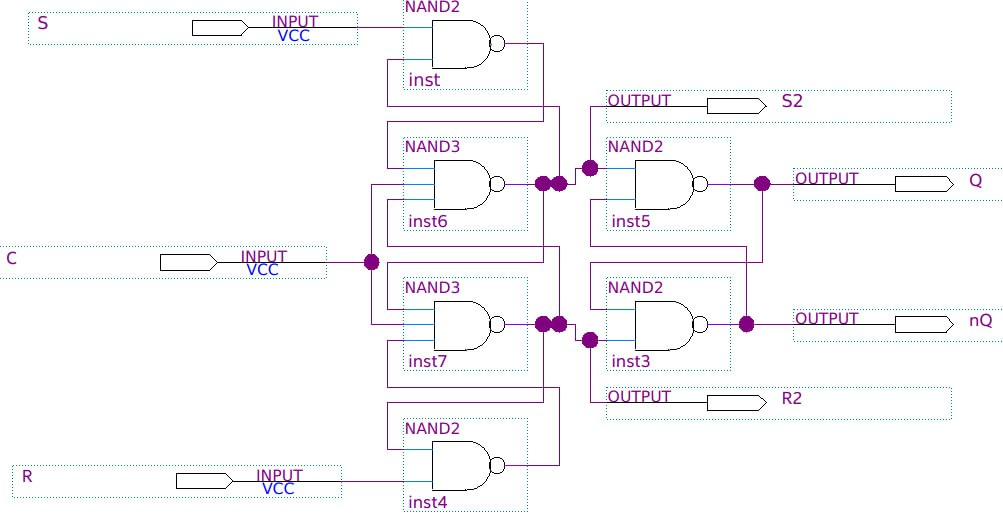 NAND2
S
INPUT
VCC
inst
OUTPUT
S2
NAND3
NAND2
OUTPUT
Q
inst6
inst5
C
INPUT
VCC
NAND3
NAND2
OUTPUT
nQ
inst7
inst3
OUTPUT
R2
NAND2
R
INPUT
VCC
inst4